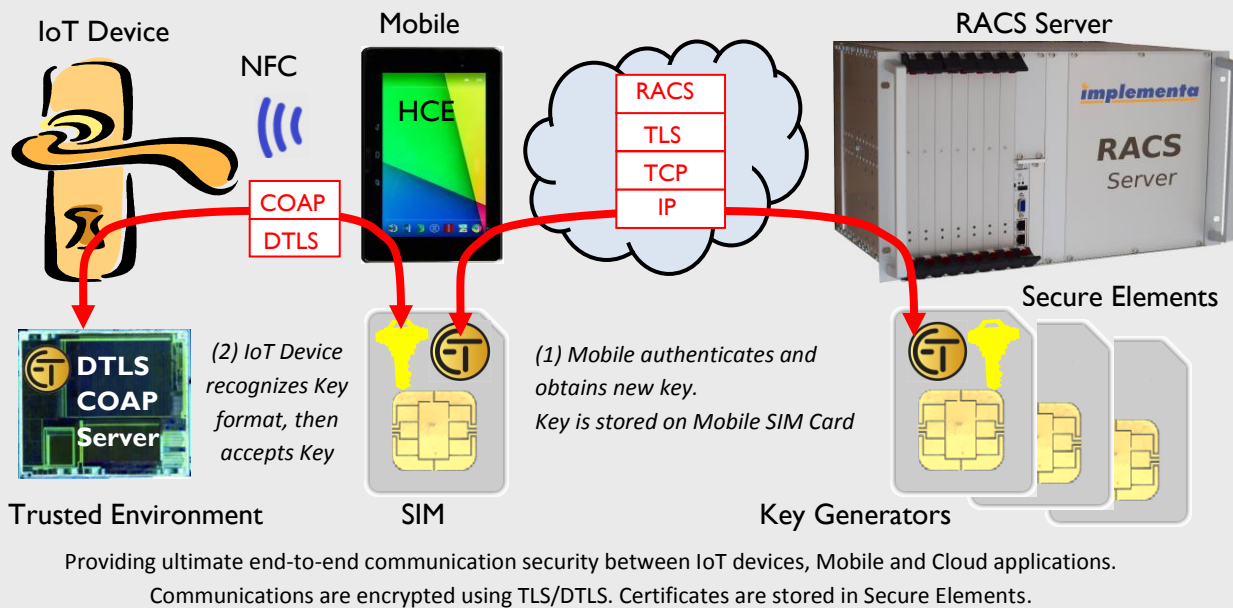 IoT Device
Mobile
RACS Server
NFC
HCE
RACS
TLS
TCP
IP
implementa
RACS
Server
COAP
DTLS
Secure Elements
ET
DTLS
COAP
Server
(2) IoT Device
recognizes Key
format, then
accepts Key
ET
(1) Mobile authenticates and
obtains new key.
Key is stored on Mobile SIM Card
ET
Trusted Environment
SIM
Key Generators
Providing ultimate end-to-end communication security between IoT devices, Mobile and Cloud applications.
Communications are encrypted using TLS/DTLS. Certificates are stored in Secure Elements.